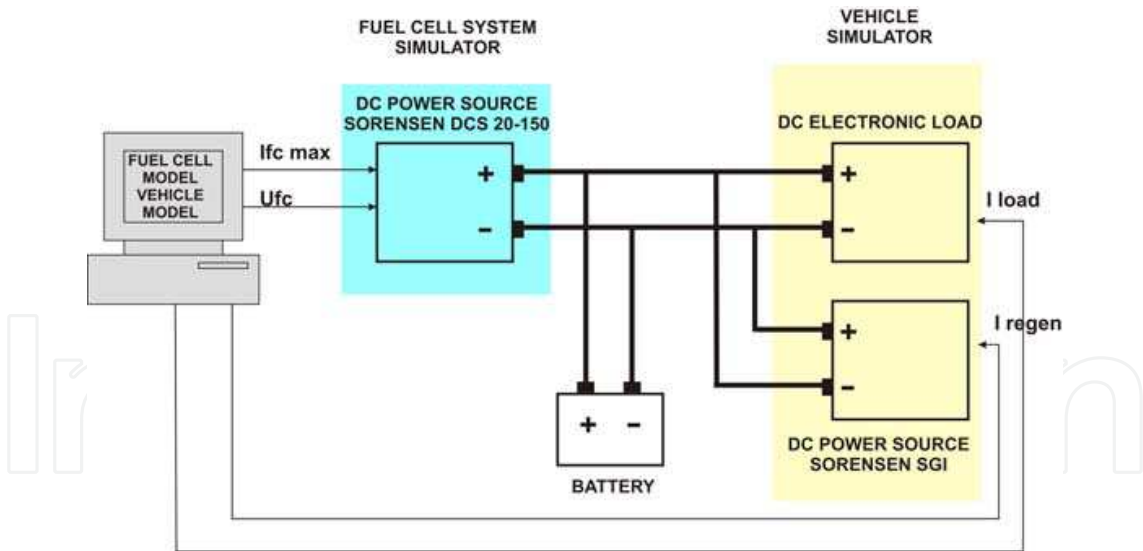 FUEL CELL SYSTEM
SIMULATOR
VEHICLE
SIMULATOR
DC POWER SOURCE
SORENSEN DCS 20-150
DC ELECTRONIC LOAD
FUEL CELL
MODEL
VEHICLE
MODEL
Ifc max
Ufc
+
-
+
-
I load
+
-
I regen
+ -
BATTERY
DC POWER SOURCE
SORENSEN SGI